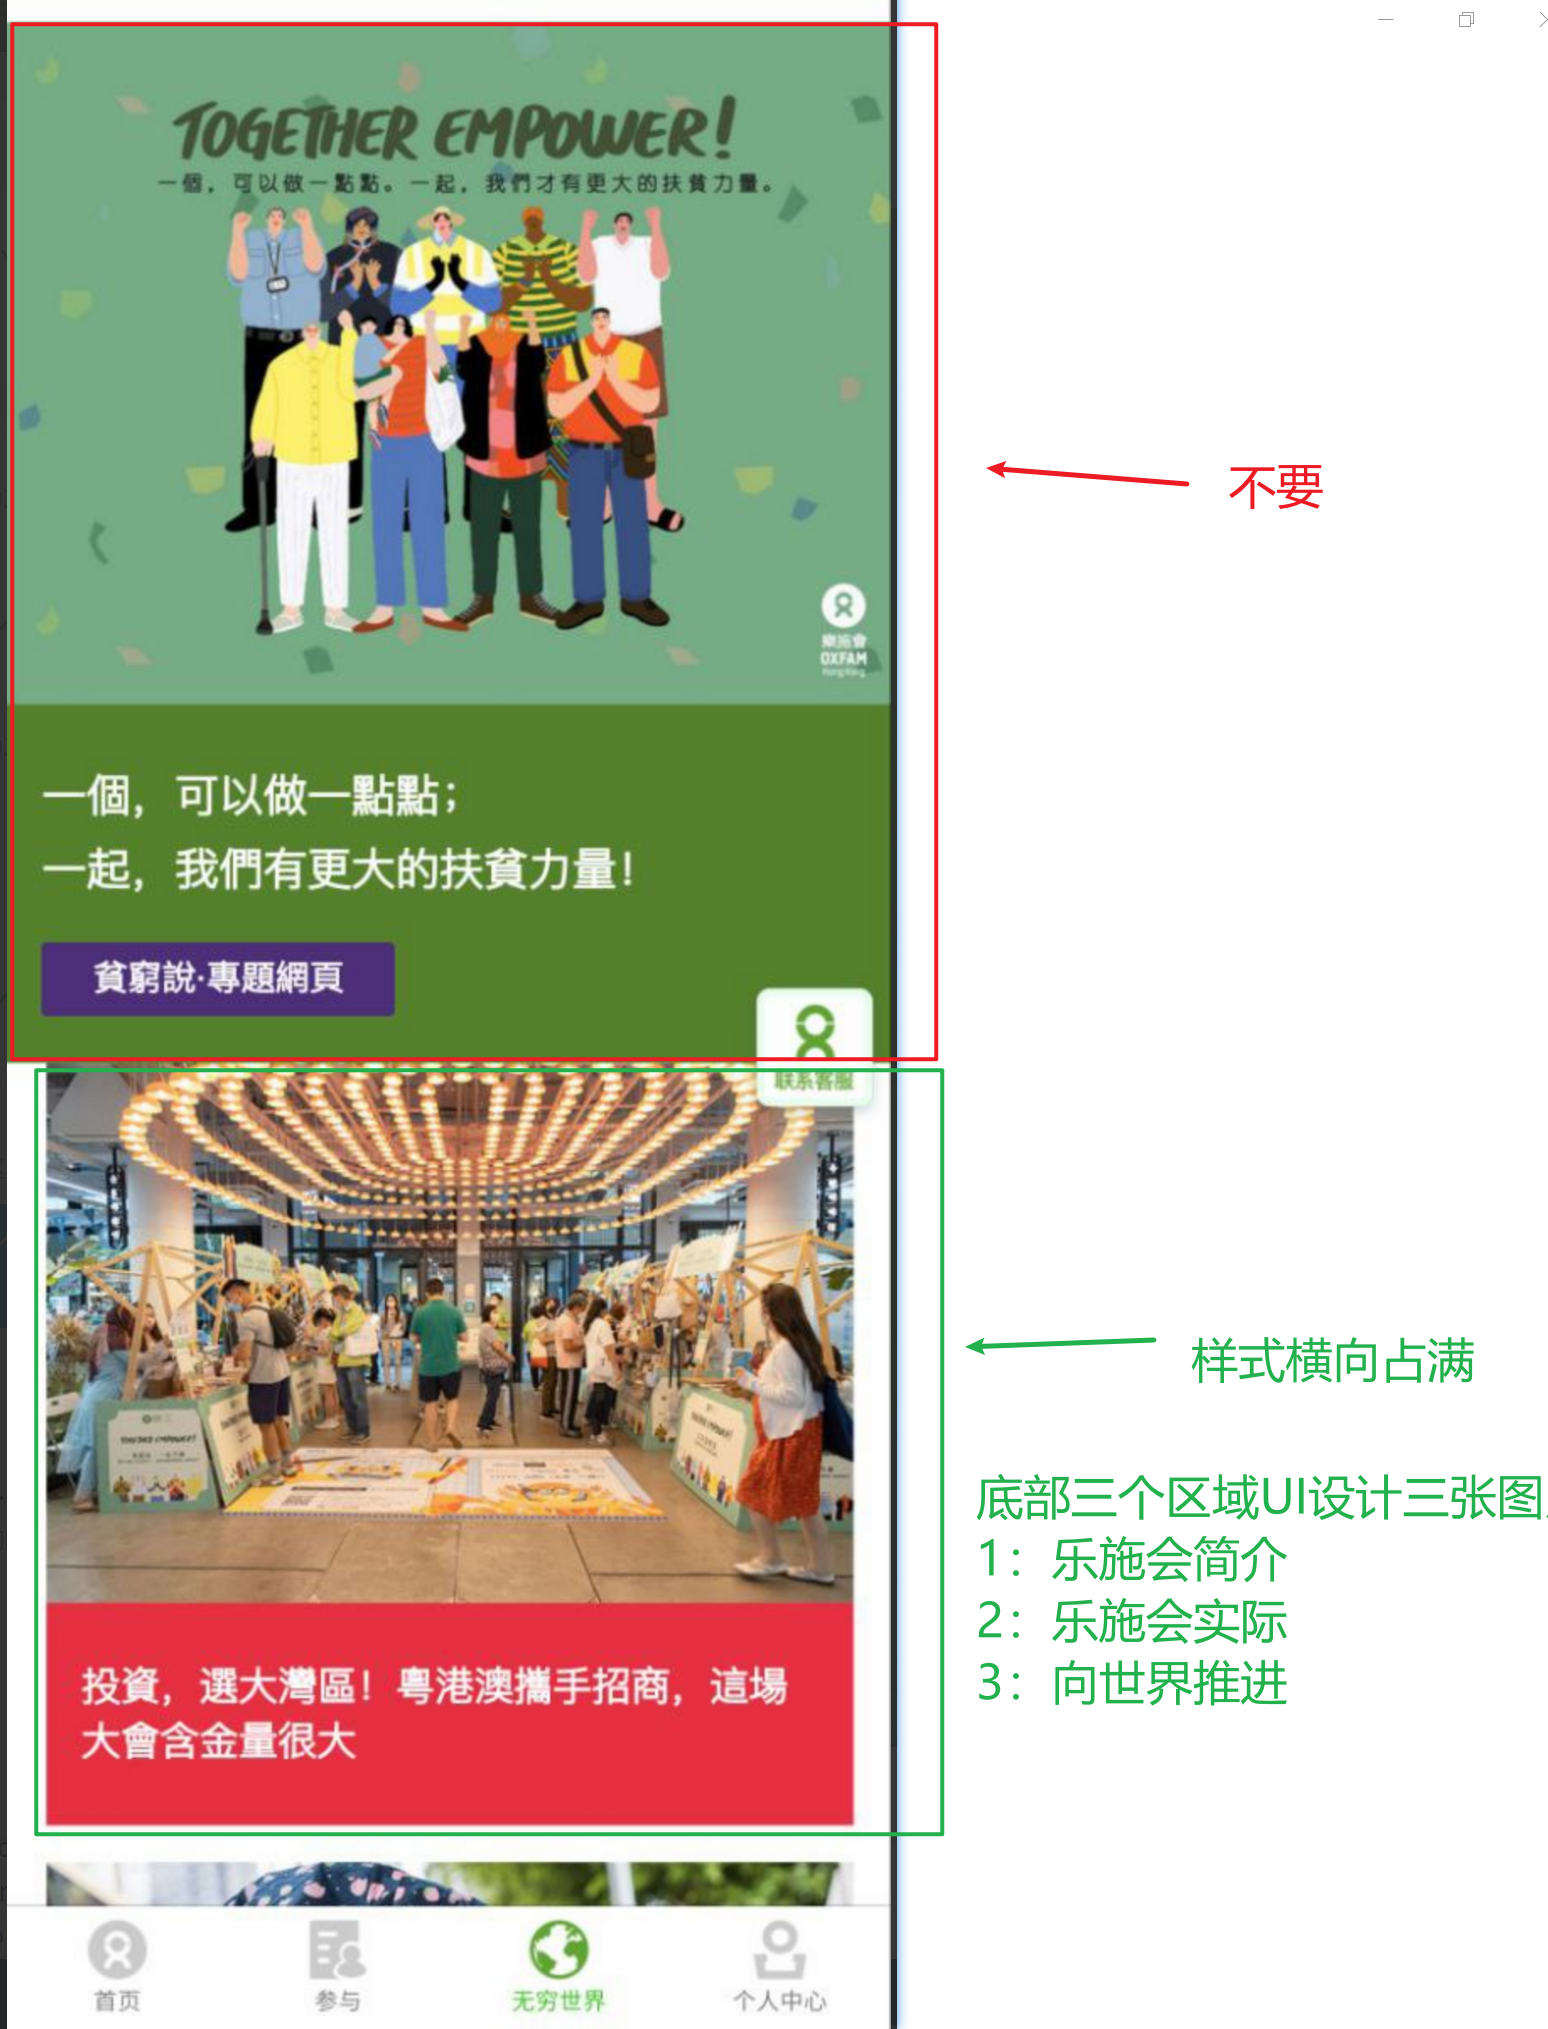 TOGETHER EMPOWER!
一個，可以做一點點。一起，我們才有更大的扶貧力量。
樂施會
OXFAM
Hong Kong
不要
一個，可以做一點點；
一起，我們有更大的扶貧力量！
貧窮說·專題網頁
联系客服
TOGETHER EMPOWER!
样式横向占满
底部三个区域UI设计三张图
1：乐施会简介
2：乐施会实际
3：向世界推进
投資，選大灣區！粵港澳攜手招商，這場
大會含金量很大
首页
参与
无穷世界
个人中心